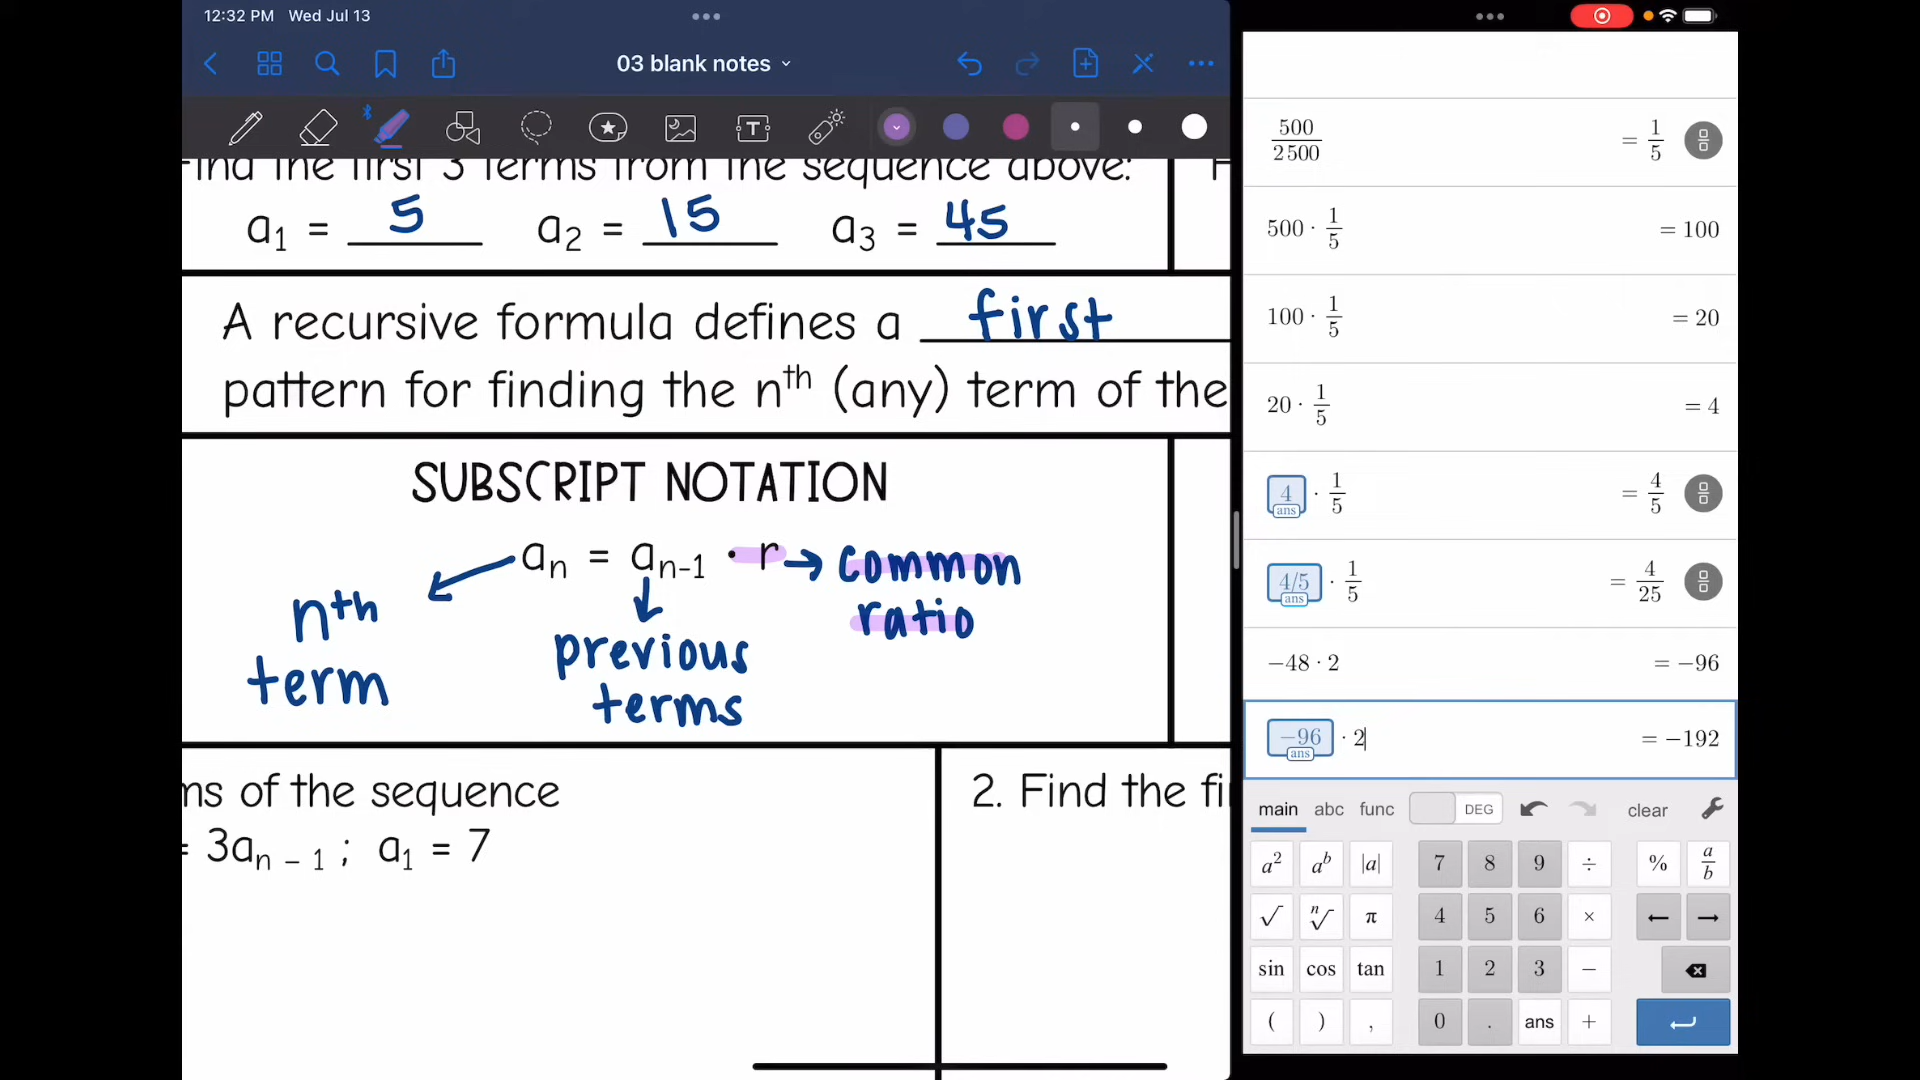 12:32 PM Wed Jul 13
03 blank notes
Find the first 3 terms from the sequence above:
a1 = 5 a2 = 15 a3 = 45
A recursive formula defines a first
pattern for finding the nth (any) term of the
SUBSCRIPT NOTATION
an = an-1 · r → common
ratio
nth
term
previous
terms
ms of the sequence
= 3an – 1 ; a1 = 7
2. Find the fi
500/2500 = 1/5
500 · 1/5 = 100
100 · 1/5 = 20
20 · 1/5 = 4
4 ans · 1/5 = 4/5
4/5 ans · 1/5 = 4/25
−48 · 2 = −96
−96 ans · 2 = −192
main abc func DEG clear
a² aᵇ |a| 7 8 9 ÷ % a/b
√ ⁿ√ π 4 5 6 × ← →
sin cos tan 1 2 3 −
( ) , 0 . ans +